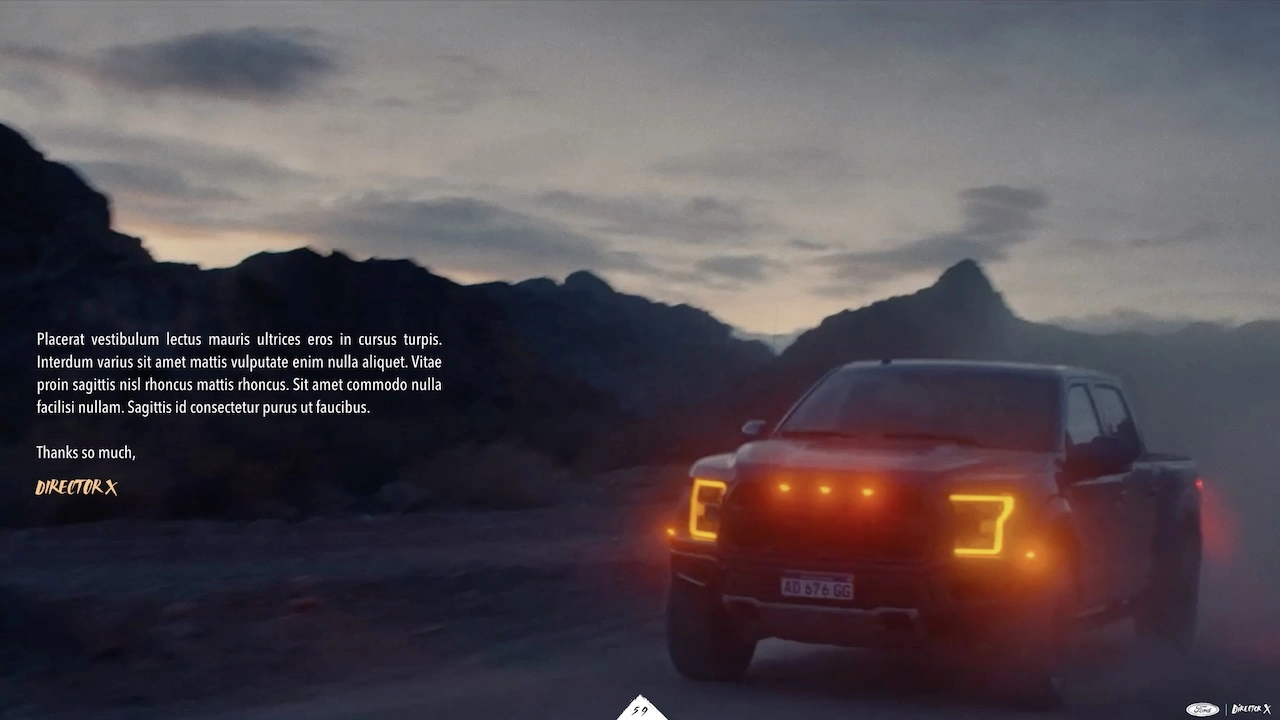 Placerat vestibulum lectus mauris ultrices eros in cursus turpis.
Interdum varius sit amet mattis vulputate enim nulla aliquet. Vitae
proin sagittis nisl rhoncus mattis rhoncus. Sit amet commodo nulla
facilisi nullam. Sagittis id consectetur purus ut faucibus.
Thanks so much,
DIRECTOR X
AD 676 GG
59
Ford | DIRECTOR X